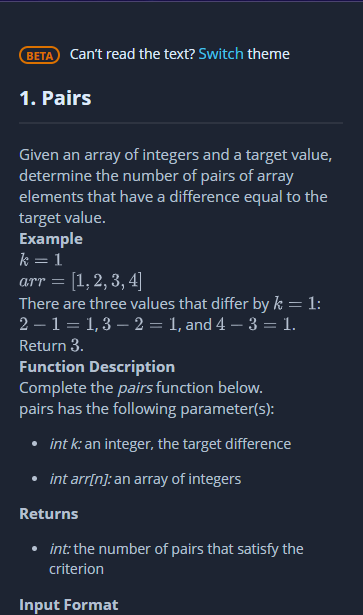 BETA Can't read the text? Switch theme
1. Pairs
Given an array of integers and a target value,
determine the number of pairs of array
elements that have a difference equal to the
target value.
Example
k = 1
arr = [1, 2, 3, 4]
There are three values that differ by k = 1:
2 − 1 = 1, 3 − 2 = 1, and 4 − 3 = 1.
Return 3.
Function Description
Complete the pairs function below.
pairs has the following parameter(s):
• int k: an integer, the target difference
• int arr[n]: an array of integers
Returns
• int: the number of pairs that satisfy the
criterion
Input Format